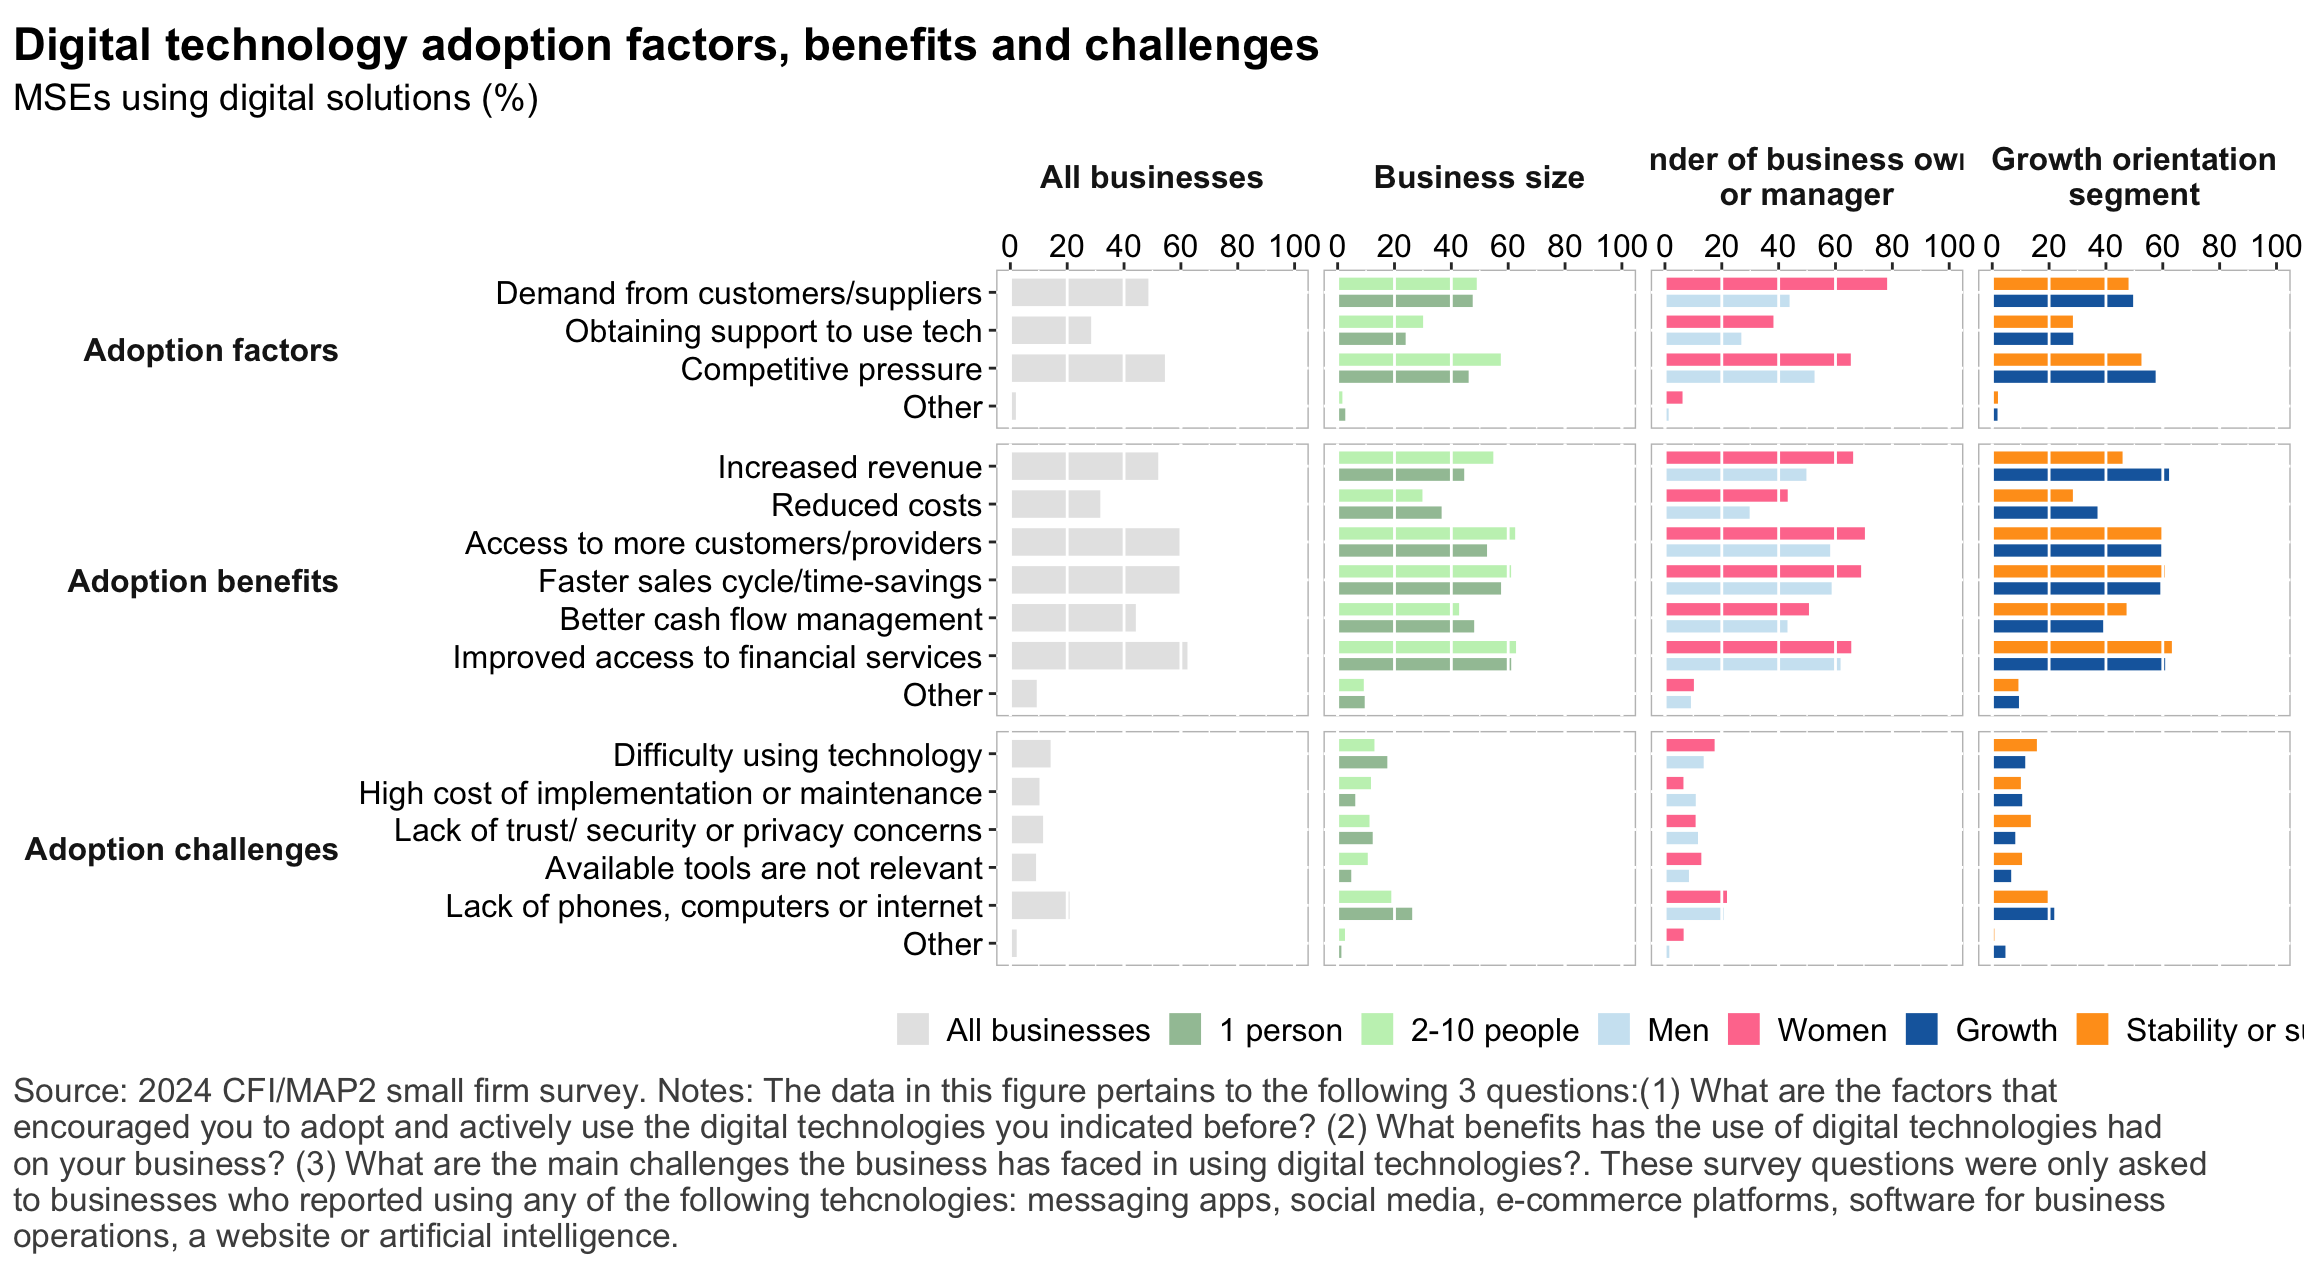 Digital technology adoption factors, benefits and challenges
MSEs using digital solutions (%)
All businesses
Business size
nder of business own
or manager
Growth orientation
segment
0 20 40 60 80 100 0 20 40 60 80 100 0 20 40 60 80 100 0 20 40 60 80 100
Adoption factors
Demand from customers/suppliers
Obtaining support to use tech
Competitive pressure
Other
Adoption benefits
Increased revenue
Reduced costs
Access to more customers/providers
Faster sales cycle/time-savings
Better cash flow management
Improved access to financial services
Other
Adoption challenges
Difficulty using technology
High cost of implementation or maintenance
Lack of trust/ security or privacy concerns
Available tools are not relevant
Lack of phones, computers or internet
Other
All businesses 1 person 2-10 people Men Women Growth Stability or su
Source: 2024 CFI/MAP2 small firm survey. Notes: The data in this figure pertains to the following 3 questions:(1) What are the factors that
encouraged you to adopt and actively use the digital technologies you indicated before? (2) What benefits has the use of digital technologies had
on your business? (3) What are the main challenges the business has faced in using digital technologies?. These survey questions were only asked
to businesses who reported using any of the following tehcnologies: messaging apps, social media, e-commerce platforms, software for business
operations, a website or artificial intelligence.